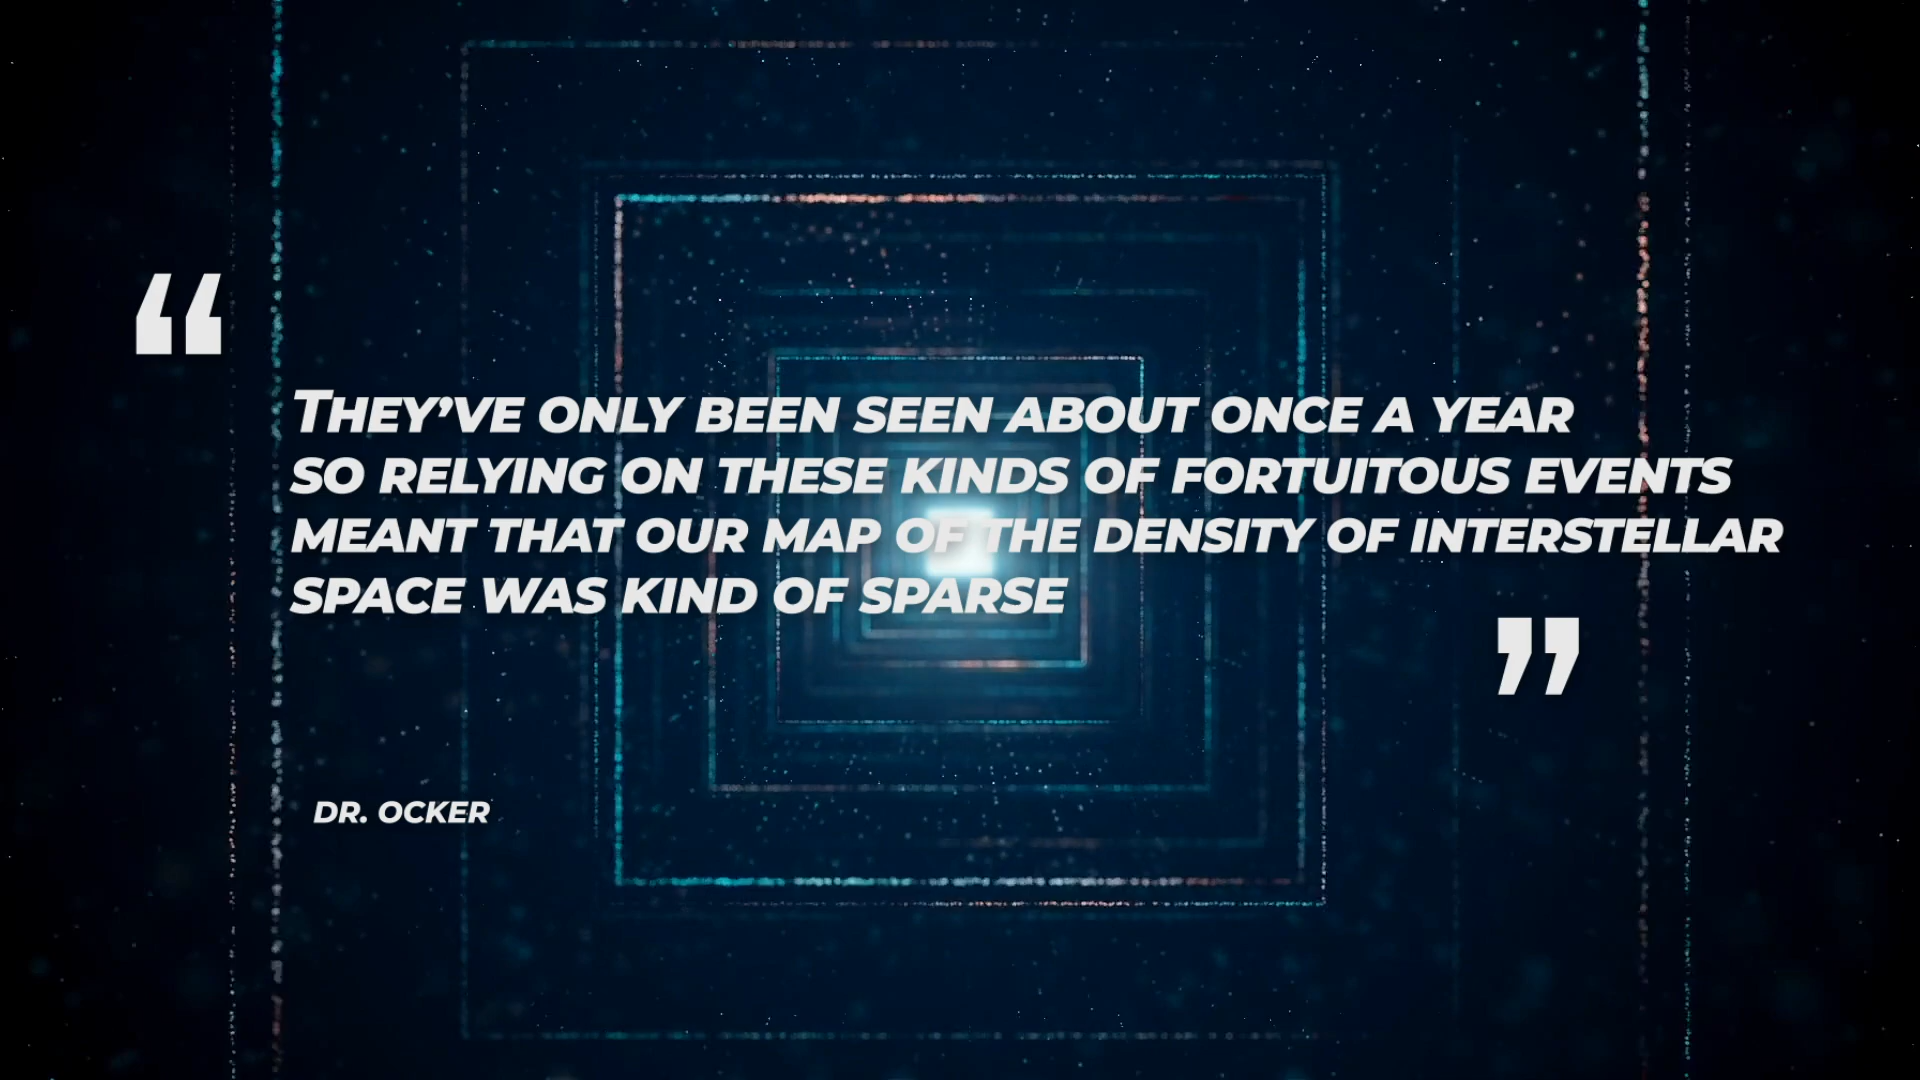 “
THEY’VE ONLY BEEN SEEN ABOUT ONCE A YEAR
SO RELYING ON THESE KINDS OF FORTUITOUS EVENTS
MEANT THAT OUR MAP OF THE DENSITY OF INTERSTELLAR
SPACE WAS KIND OF SPARSE
”
DR. OCKER